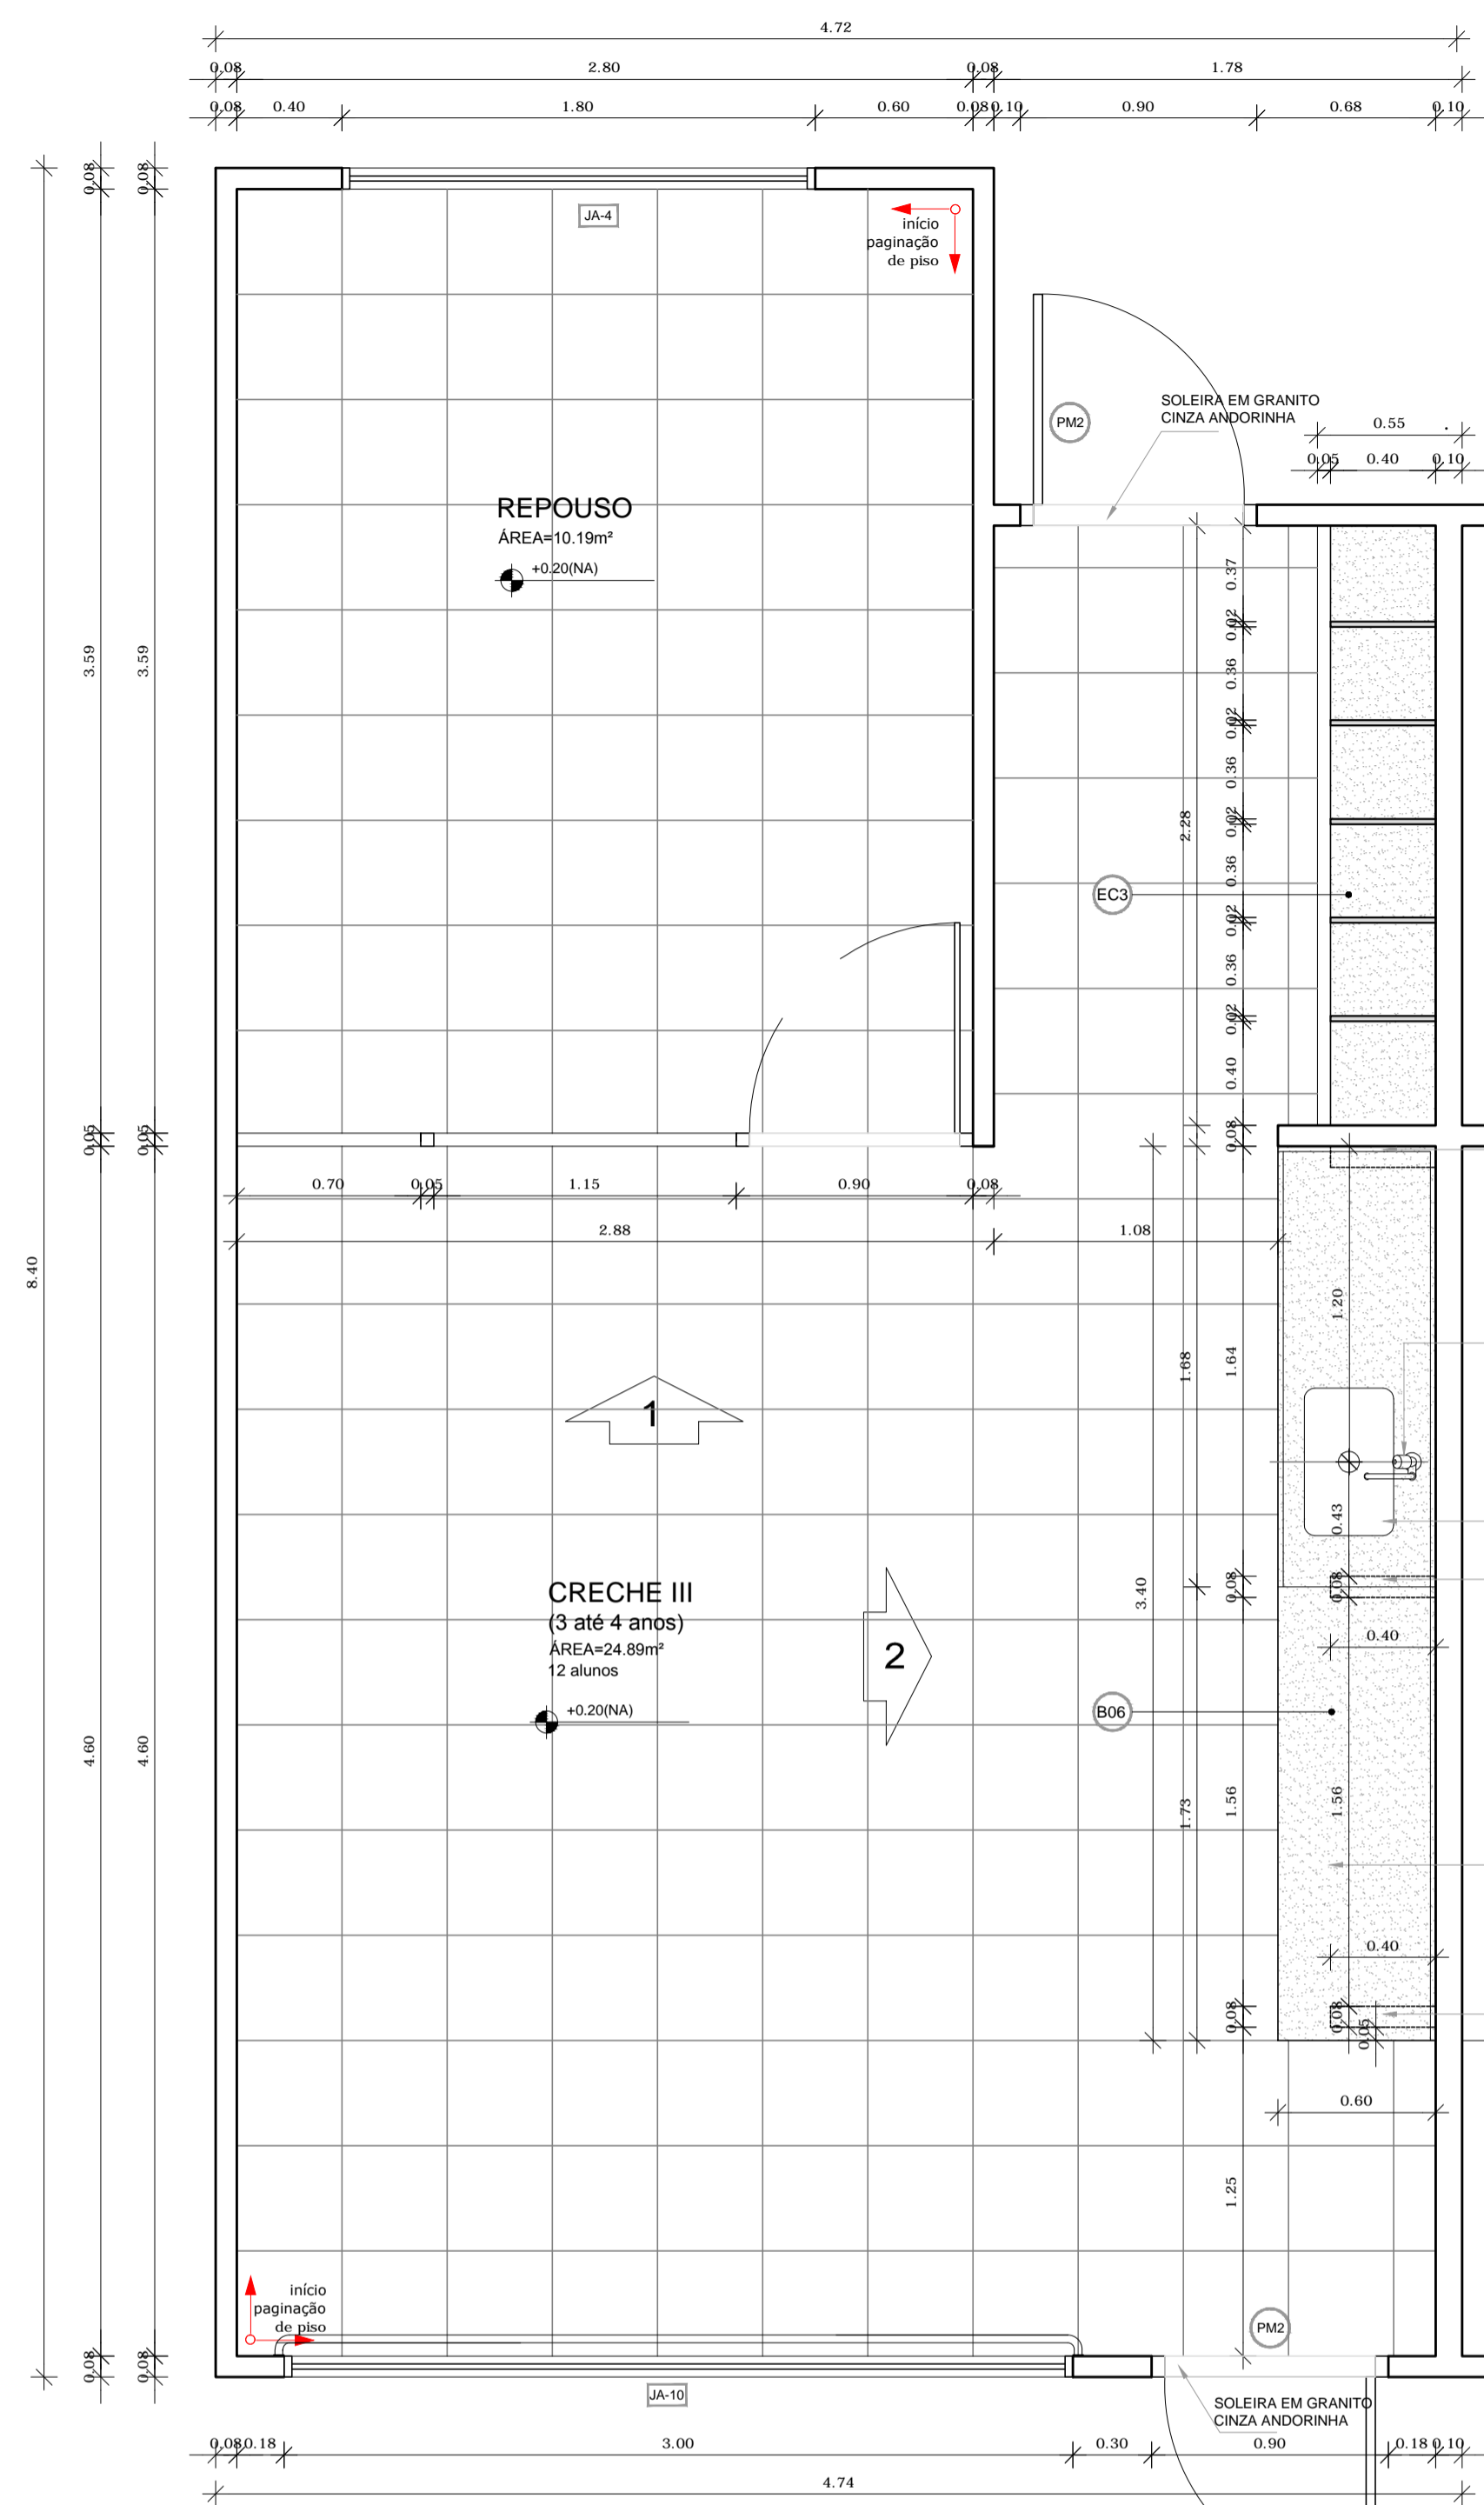 4.72
0.08 2.80 0.08 1.78
0.08 0.40 1.80 0.60 0.08 0.10 0.90 0.68 0.10
0.08 0.08
JA-4
início
paginação
de piso
SOLEIRA EM GRANITO
CINZA ANDORINHA
PM2
0.55 .
0.05 0.40 0.10
REPOUSO
ÁREA=10.19m²
+0.20(NA)
0.37
0.02
3.59 3.59
0.36
0.02
0.36
2.28
0.02
0.36
EC3
0.02
0.36
0.02
0.40
0.05 0.05
0.08
0.70 0.05 1.15 0.90 0.08
2.88 1.08
8.40
1.20
1.68 1.64
1
0.43
CRECHE III
(3 até 4 anos)
ÁREA=24.89m²
12 alunos
+0.20(NA)
3.40
0.08 0.08
0.40
2
B06
4.60 4.60
1.73 1.56 1.56
0.40
0.08 0.08
0.05
0.60
1.25
início
paginação
de piso
PM2
0.08 0.08
JA-10
SOLEIRA EM GRANITO
CINZA ANDORINHA
0.08 0.18 3.00 0.30 0.90 0.18 0.10
4.74